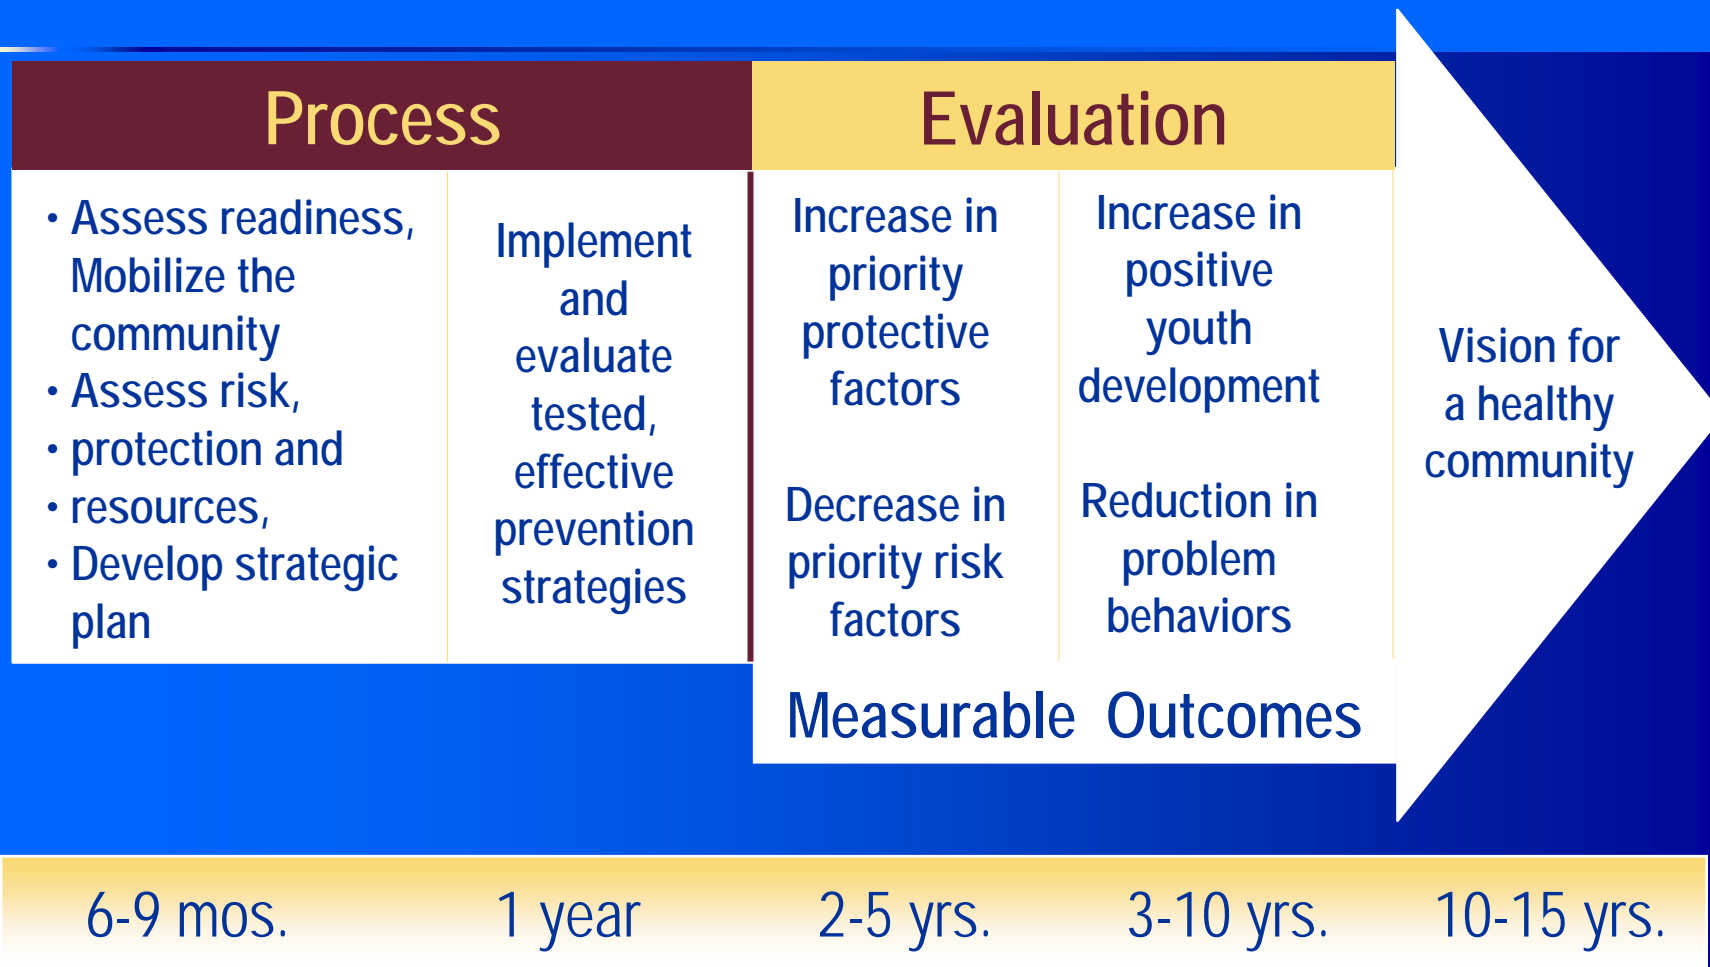 Process
Evaluation
• Assess readiness,
Mobilize the
community
• Assess risk,
• protection and
• resources,
• Develop strategic
plan
Implement
and
evaluate
tested,
effective
prevention
strategies
Increase in
priority
protective
factors
Decrease in
priority risk
factors
Increase in
positive
youth
development
Reduction in
problem
behaviors
Measurable Outcomes
Vision for
a healthy
community
6-9 mos.
1 year
2-5 yrs.
3-10 yrs.
10-15 yrs.